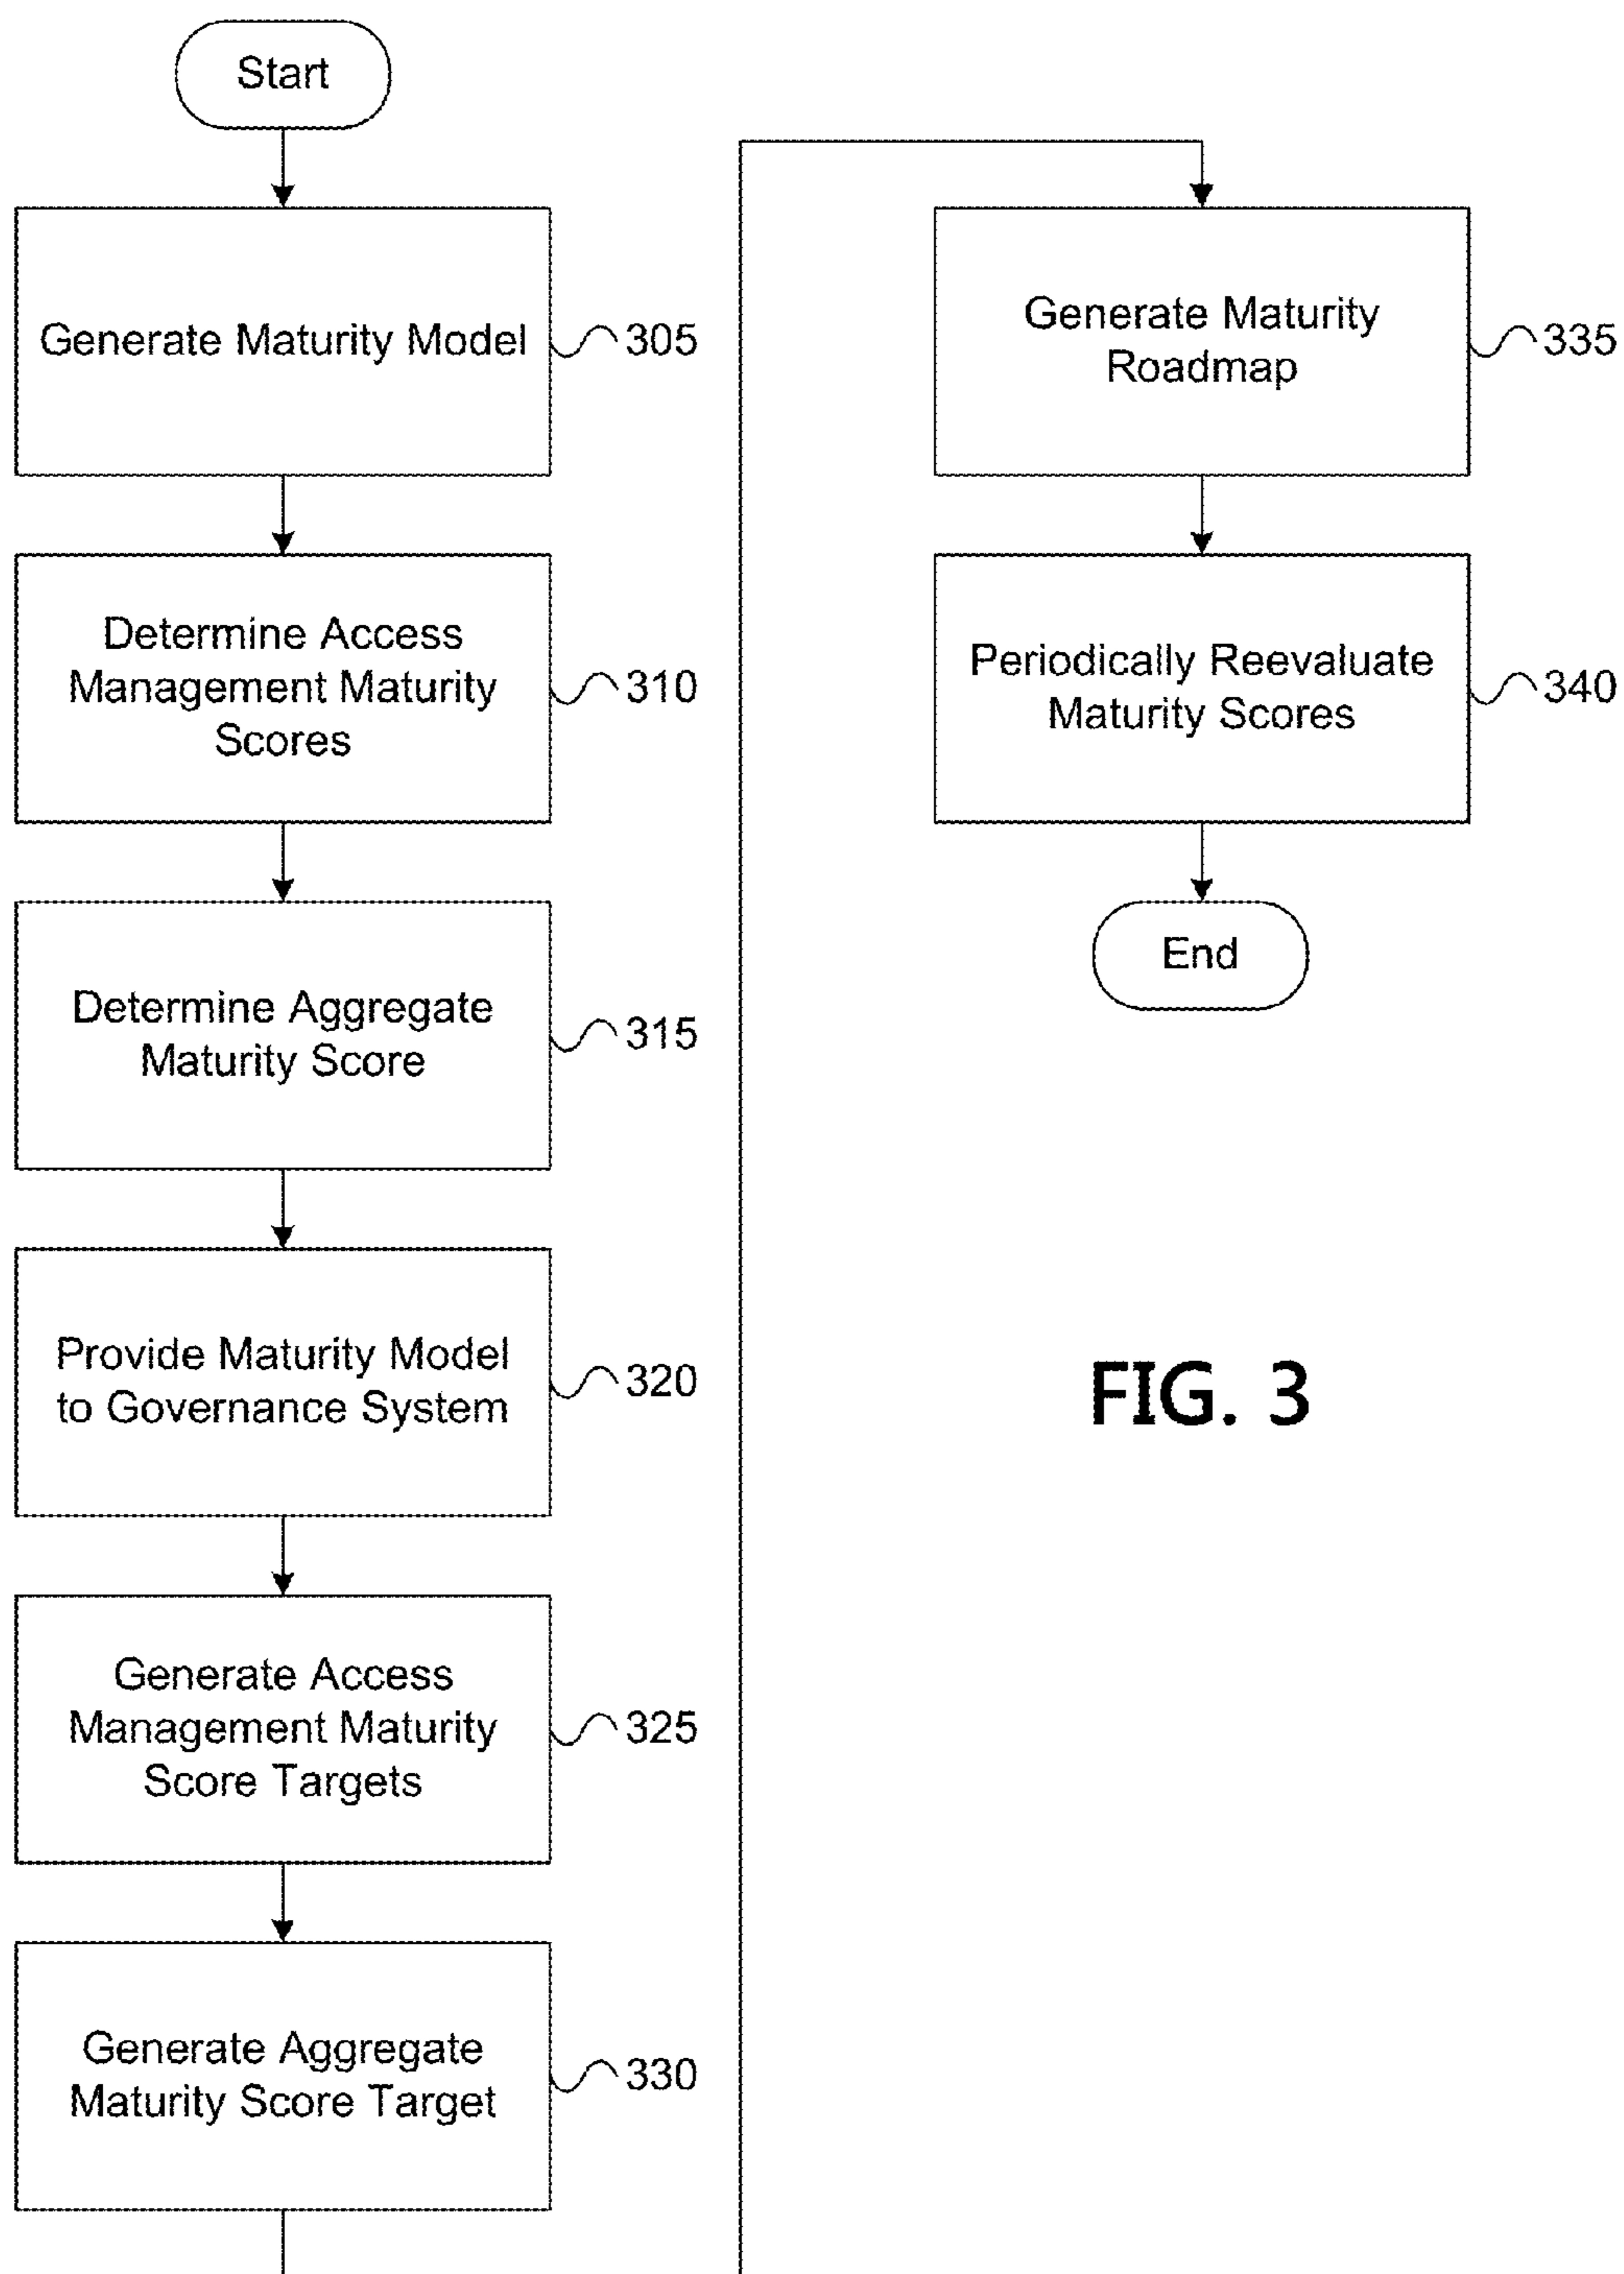 Start
Generate Maturity Model
305
Determine Access
Management Maturity
Scores
310
Determine Aggregate
Maturity Score
315
Provide Maturity Model
to Governance System
320
Generate Access
Management Maturity
Score Targets
325
Generate Aggregate
Maturity Score Target
330
Generate Maturity
Roadmap
335
Periodically Reevaluate
Maturity Scores
340
End
FIG. 3